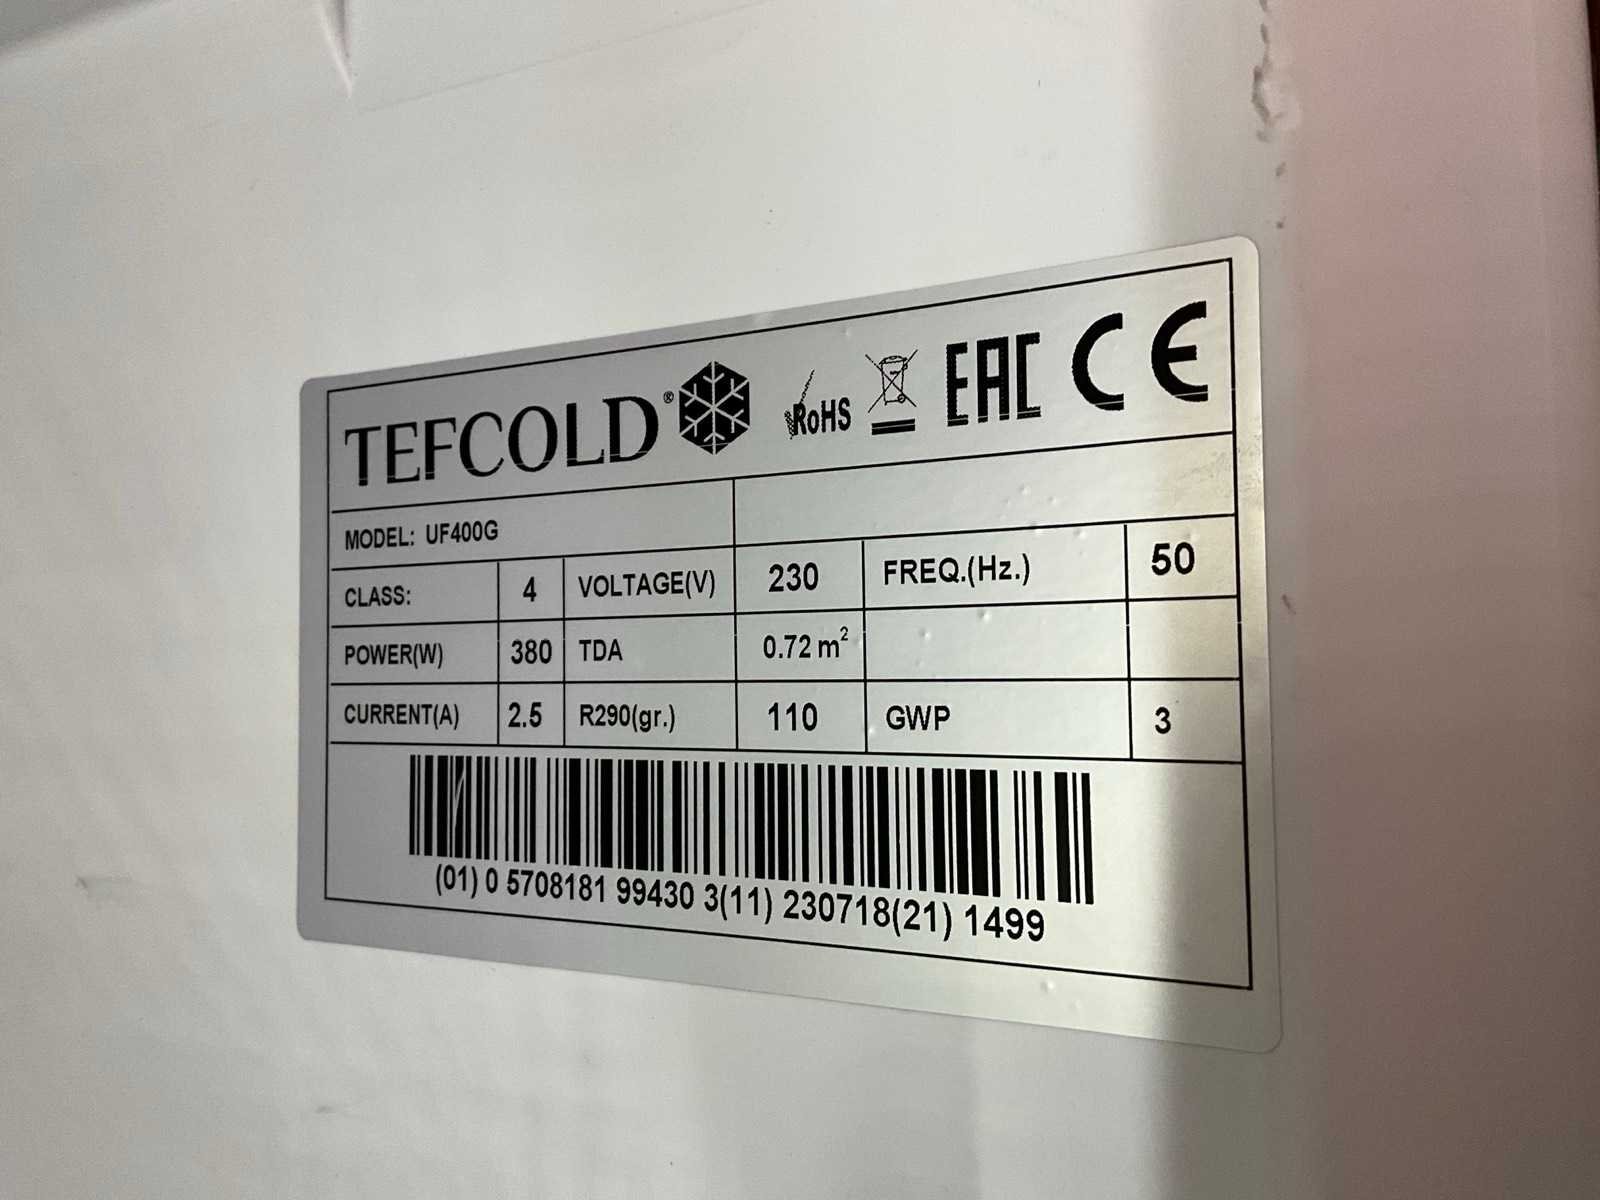 TEFCOLD® RoHS EAC CE
MODEL: UF400G
CLASS: 4 VOLTAGE(V) 230 FREQ.(Hz.) 50
POWER(W) 380 TDA 0.72 m²
CURRENT(A) 2.5 R290(gr.) 110 GWP 3
(01) 0 5708181 99430 3(11) 230718(21) 1499